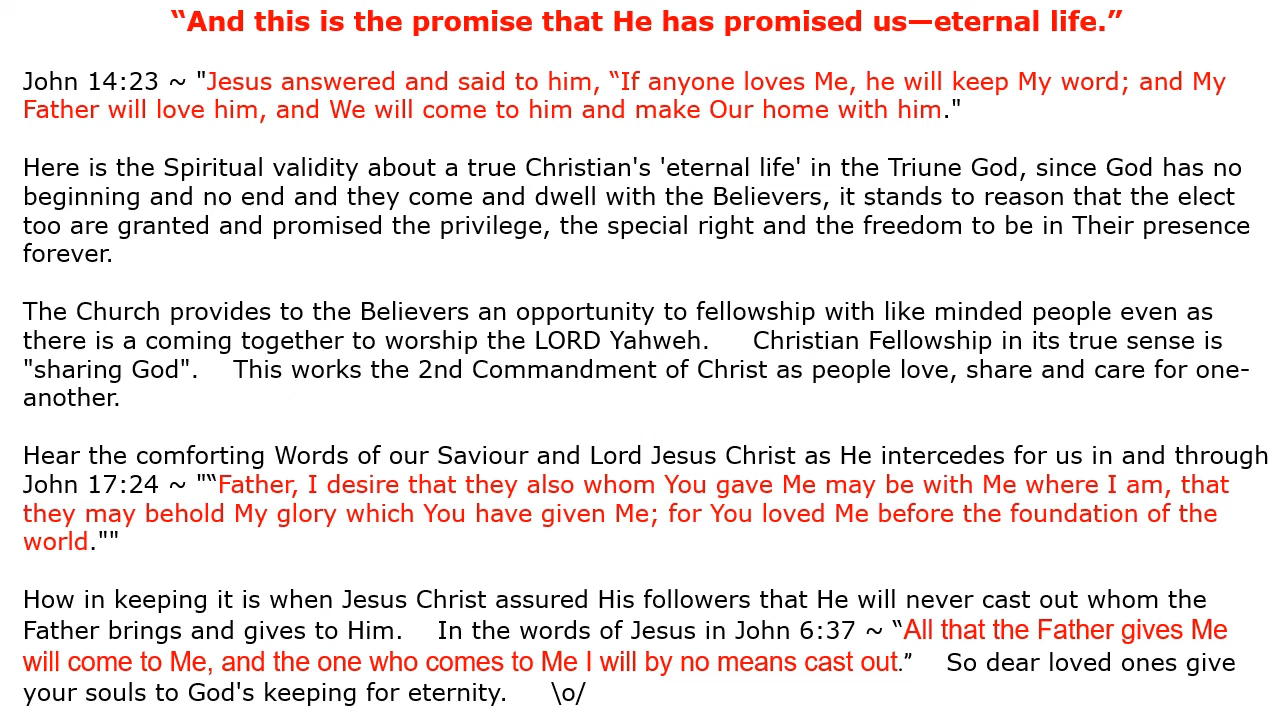 “And this is the promise that He has promised us—eternal life.”
John 14:23 ~ "Jesus answered and said to him, “If anyone loves Me, he will keep My word; and My
Father will love him, and We will come to him and make Our home with him."
Here is the Spiritual validity about a true Christian's 'eternal life' in the Triune God, since God has no
beginning and no end and they come and dwell with the Believers, it stands to reason that the elect
too are granted and promised the privilege, the special right and the freedom to be in Their presence
forever.
The Church provides to the Believers an opportunity to fellowship with like minded people even as
there is a coming together to worship the LORD Yahweh. Christian Fellowship in its true sense is
"sharing God". This works the 2nd Commandment of Christ as people love, share and care for one-
another.
Hear the comforting Words of our Saviour and Lord Jesus Christ as He intercedes for us in and through
John 17:24 ~ "“Father, I desire that they also whom You gave Me may be with Me where I am, that
they may behold My glory which You have given Me; for You loved Me before the foundation of the
world.""
How in keeping it is when Jesus Christ assured His followers that He will never cast out whom the
Father brings and gives to Him. In the words of Jesus in John 6:37 ~ “All that the Father gives Me
will come to Me, and the one who comes to Me I will by no means cast out.” So dear loved ones give
your souls to God's keeping for eternity. \o/